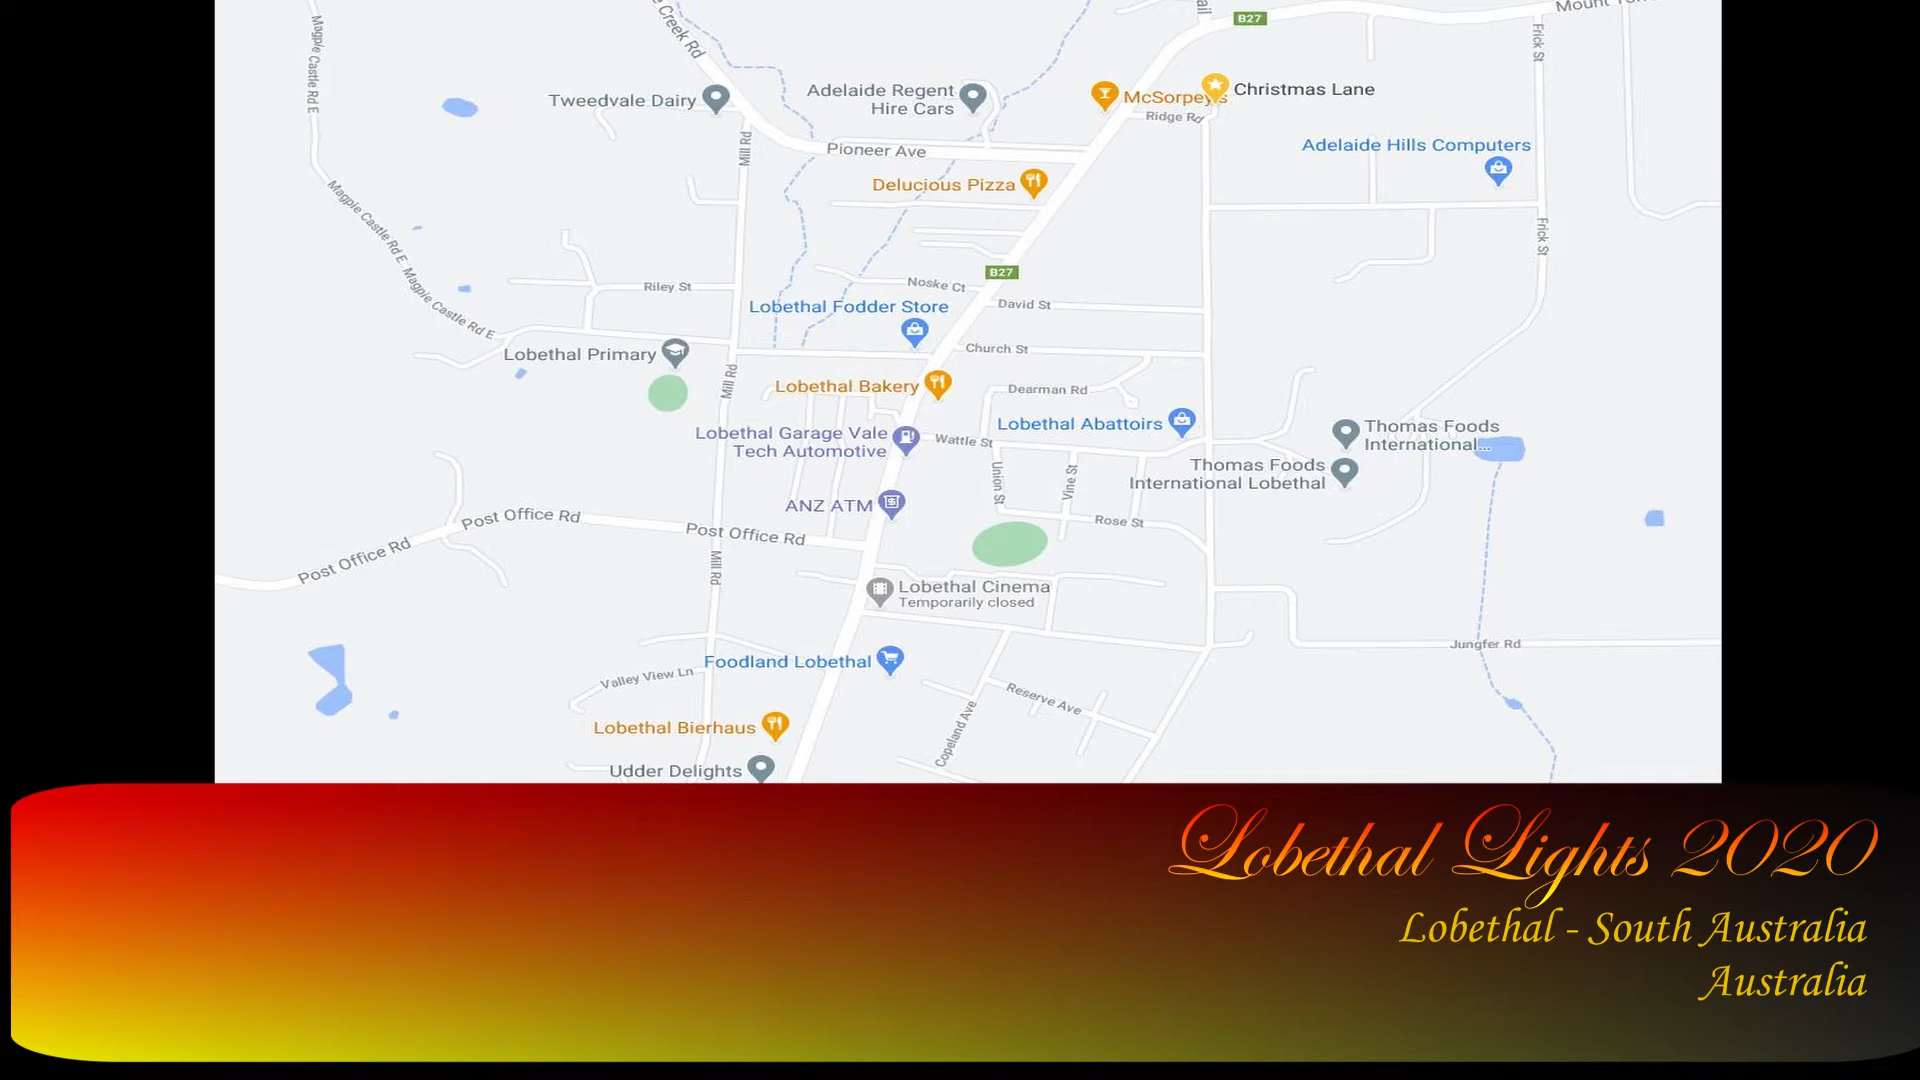 ail
B27
Mount Torr
Creek Rd
Magpie Castle Rd E
Frick St
Tweedvale Dairy
Adelaide Regent
Hire Cars
McSorpey's
Christmas Lane
Ridge Rd
Mill Rd
Pioneer Ave
Adelaide Hills Computers
Delucious Pizza
Magpie Castle Rd E
Frick St
Magpie Castle Rd E
Riley St
Noske Ct
B27
Lobethal Fodder Store
David St
Lobethal Primary
Church St
Mill Rd
Lobethal Bakery
Dearman Rd
Lobethal Abattoirs
Thomas Foods
International...
Lobethal Garage Vale
Tech Automotive
Wattle St
Union St
Vine St
Thomas Foods
International Lobethal
ANZ ATM
Post Office Rd
Post Office Rd
Post Office Rd
Rose St
Mill Rd
Lobethal Cinema
Temporarily closed
Jungfer Rd
Foodland Lobethal
Valley View Ln
Reserve Ave
Copeland Ave
Lobethal Bierhaus
Udder Delights
Lobethal Lights 2020
Lobethal - South Australia
Australia